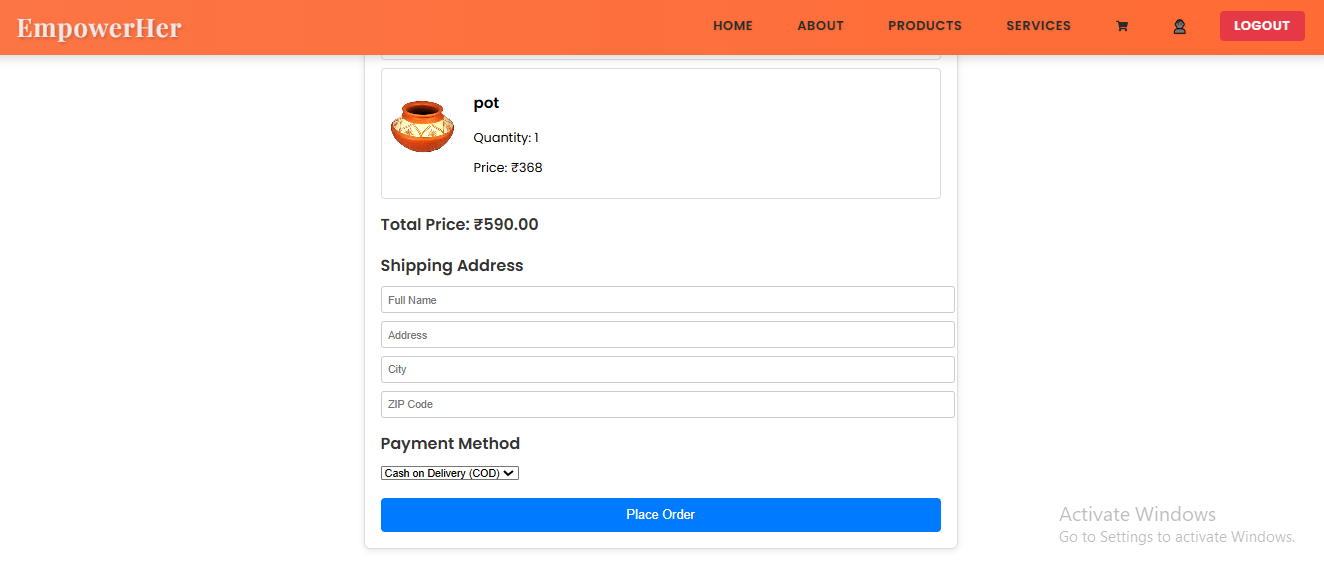 EmpowerHer
HOME ABOUT PRODUCTS SERVICES LOGOUT
pot
Quantity: 1
Price: ₹368
Total Price: ₹590.00
Shipping Address
Full Name
Address
City
ZIP Code
Payment Method
Cash on Delivery (COD)
Place Order
Activate Windows
Go to Settings to activate Windows.